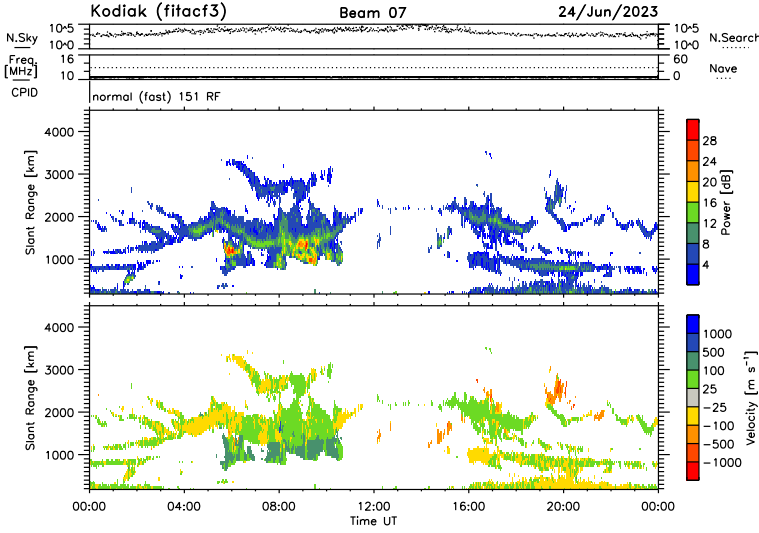 Kodiak (fitacf3) Beam 07 24/Jun/2023
N.Sky 10^5 10^5 N.Search
10^0 10^0
Freq. 16 60
[MHz] 10 0 Nave
CPID normal (fast) 151 RF
Slant Range [km]
4000
3000
2000
1000
28
24
20
16
12
8
4
Power [dB]
Slant Range [km]
4000
3000
2000
1000
1000
500
100
25
−25
−100
−500
−1000
Velocity [m s⁻¹]
00:00 04:00 08:00 12:00 16:00 20:00 00:00
Time UT